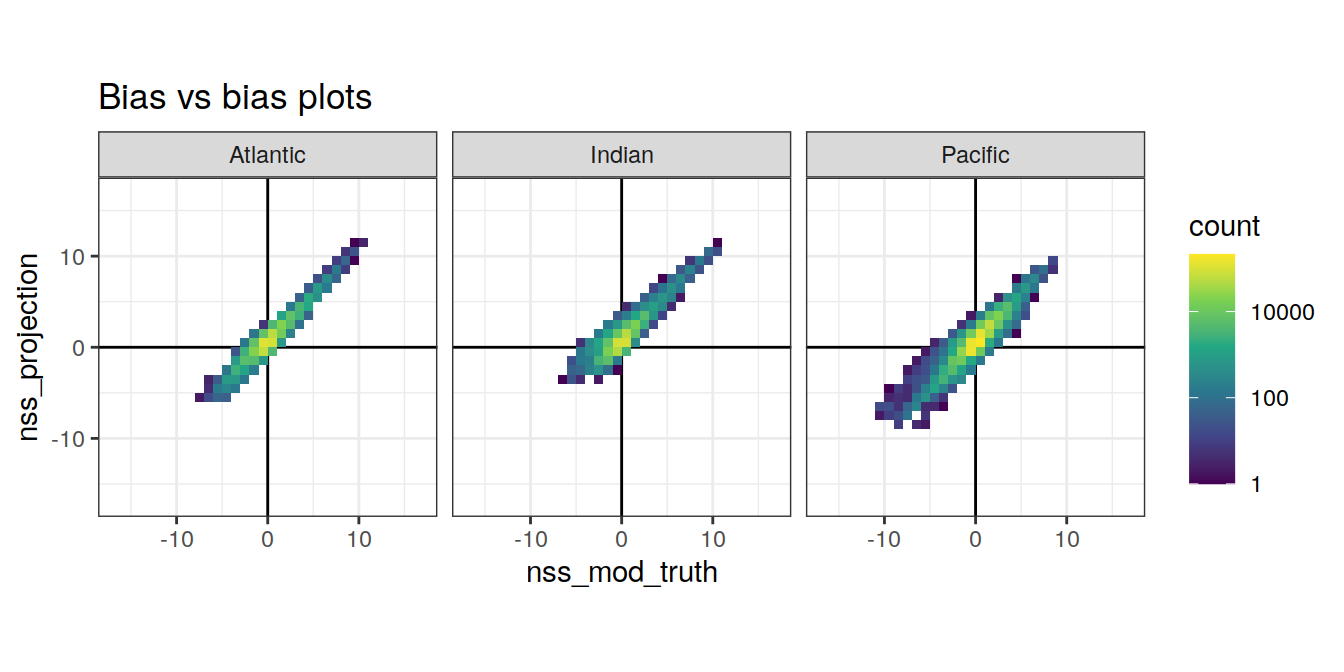 Bias vs bias plots
Atlantic Indian Pacific
nss_projection
10
0
-10
-10 0 10 -10 0 10 -10 0 10
nss_mod_truth
count
10000
100
1